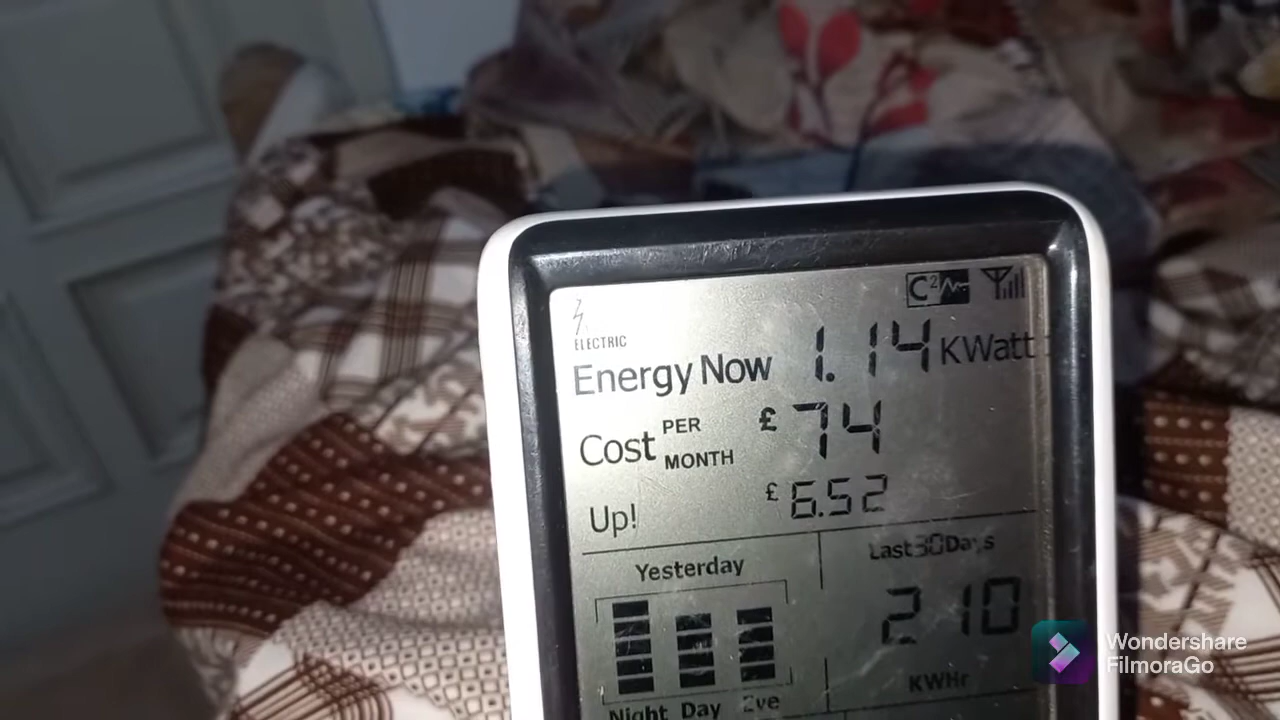 C²
ELECTRIC
Energy Now 1.14 KWatt
Cost PER MONTH £ 74
Up! £ 6.52
Yesterday
Last 30 Days
210
KWHr
Night Day Eve
Wondershare
FilmoraGo